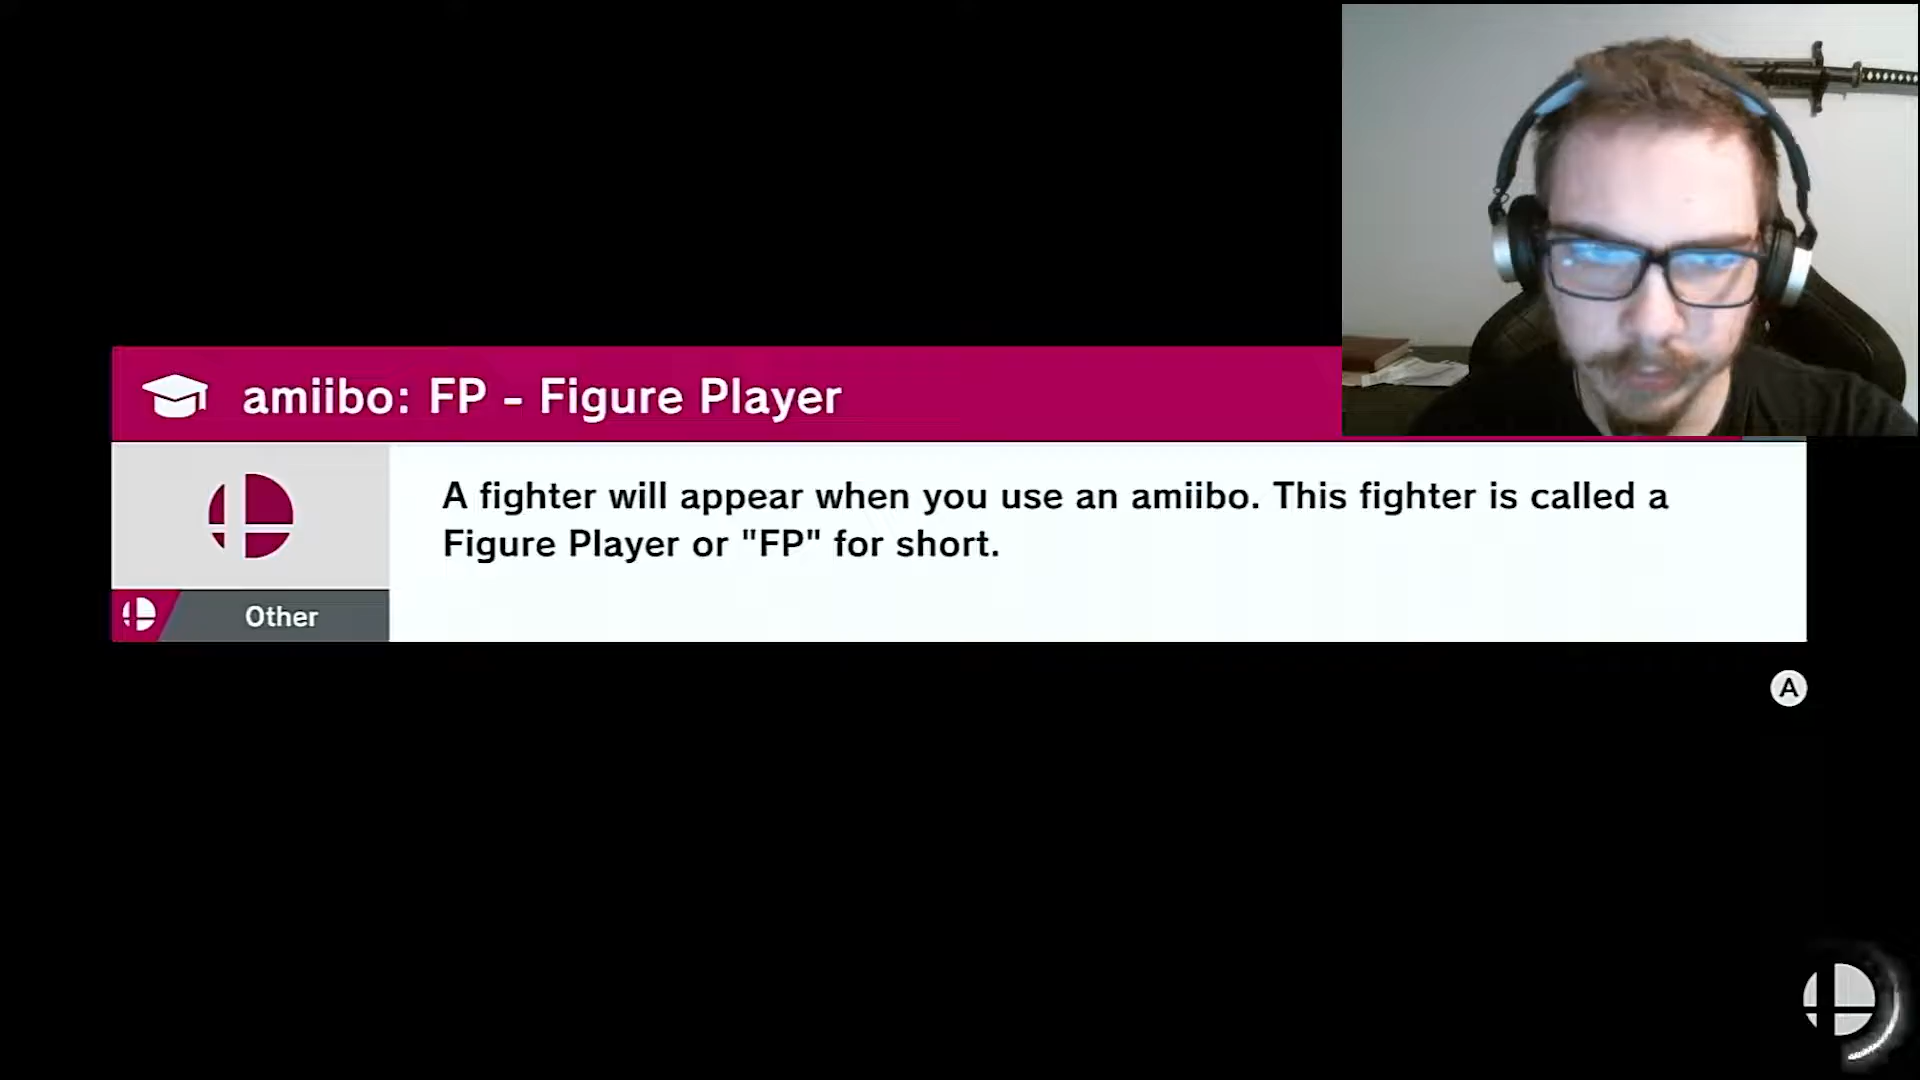 amiibo: FP - Figure Player
A fighter will appear when you use an amiibo. This fighter is called a
Figure Player or "FP" for short.
Other
A